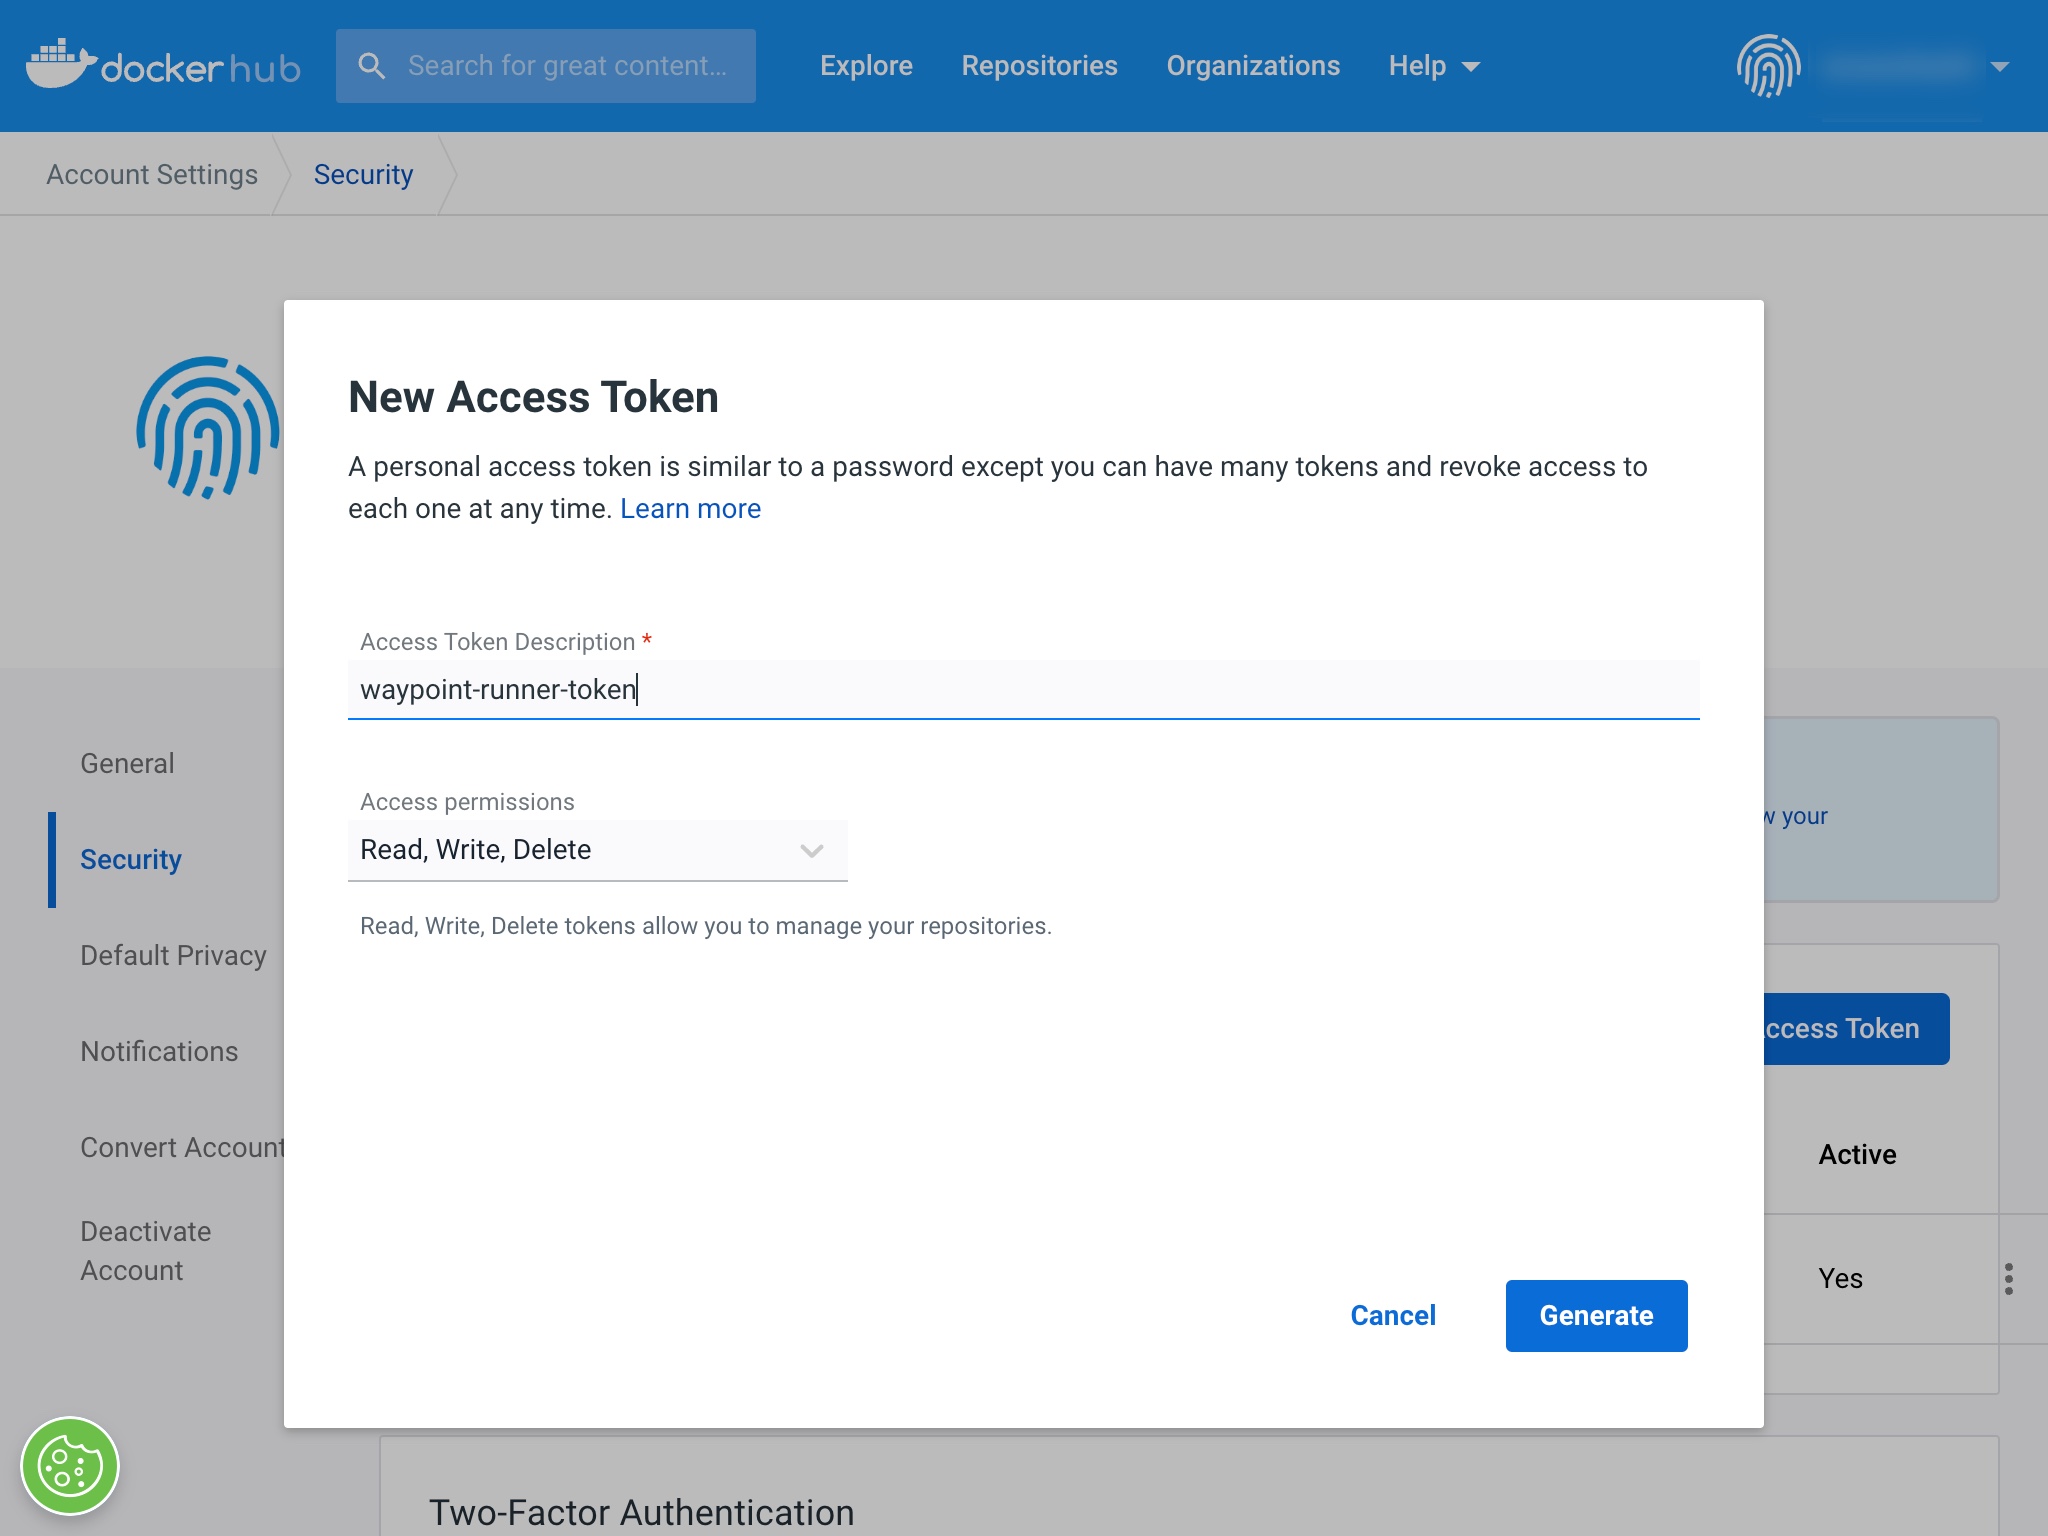 docker hub
Search for great content...
Explore
Repositories
Organizations
Help
Account Settings
Security
New Access Token
A personal access token is similar to a password except you can have many tokens and revoke access to
each one at any time. Learn more
Access Token Description *
waypoint-runner-token
Access permissions
Read, Write, Delete
Read, Write, Delete tokens allow you to manage your repositories.
Cancel
Generate
General
Security
Default Privacy
Notifications
Convert Account
Deactivate
Account
your
Token
Active
Yes
Two-Factor Authentication